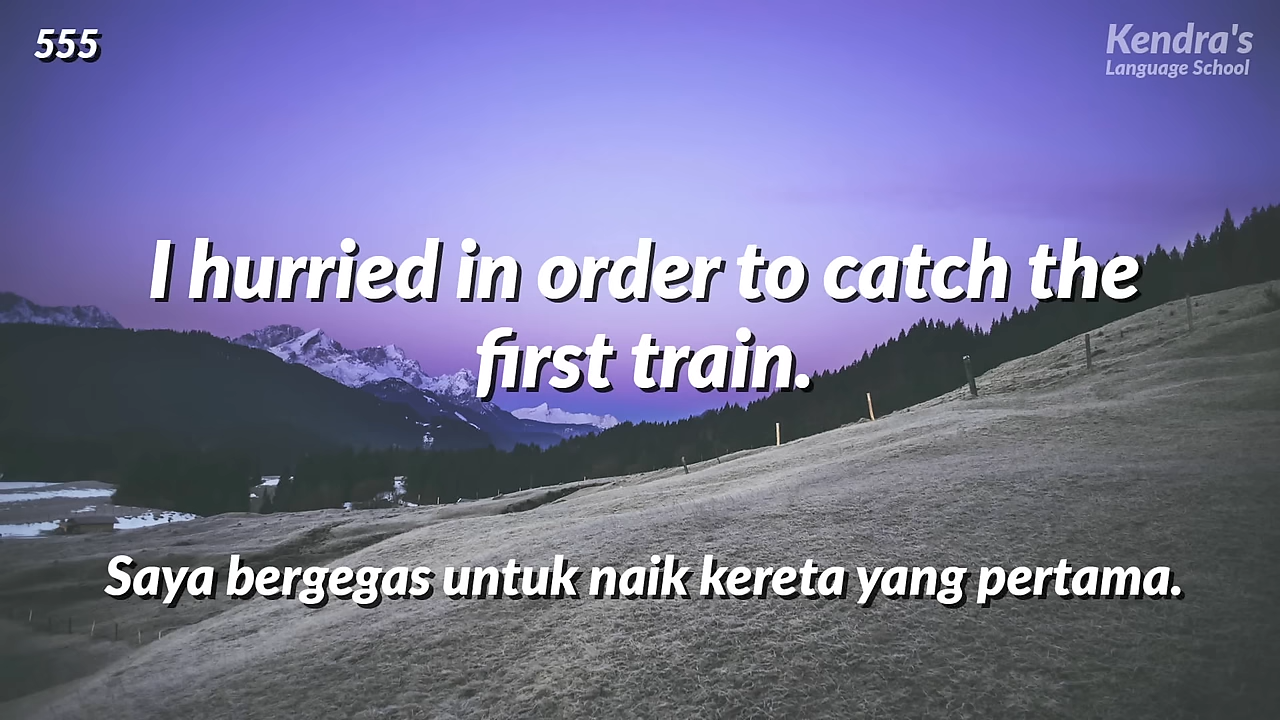 555
Kendra's
Language School
I hurried in order to catch the
first train.
Saya bergegas untuk naik kereta yang pertama.